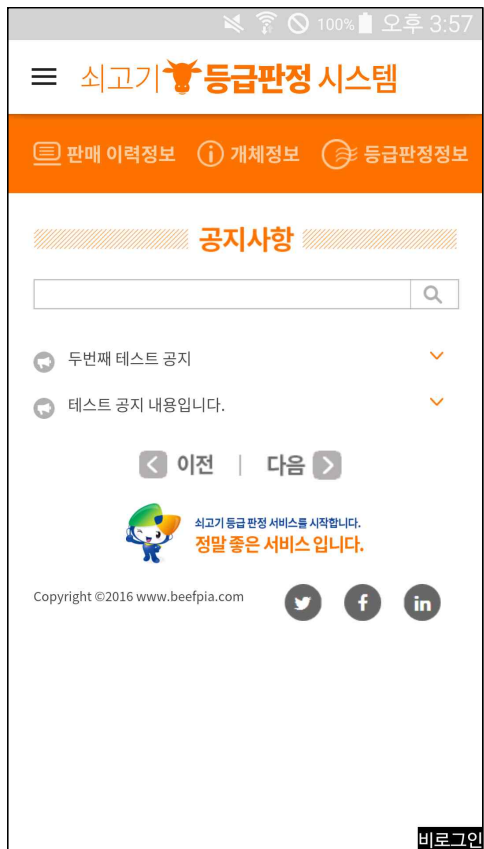 100% 오후 3:57
쇠고기 등급판정 시스템
판매 이력정보 개체정보 등급판정정보
공지사항
두번째 테스트 공지
테스트 공지 내용입니다.
이전 | 다음
쇠고기 등급 판정 서비스를 시작합니다.
정말 좋은 서비스 입니다.
Copyright ©2016 www.beefpia.com
비로그인